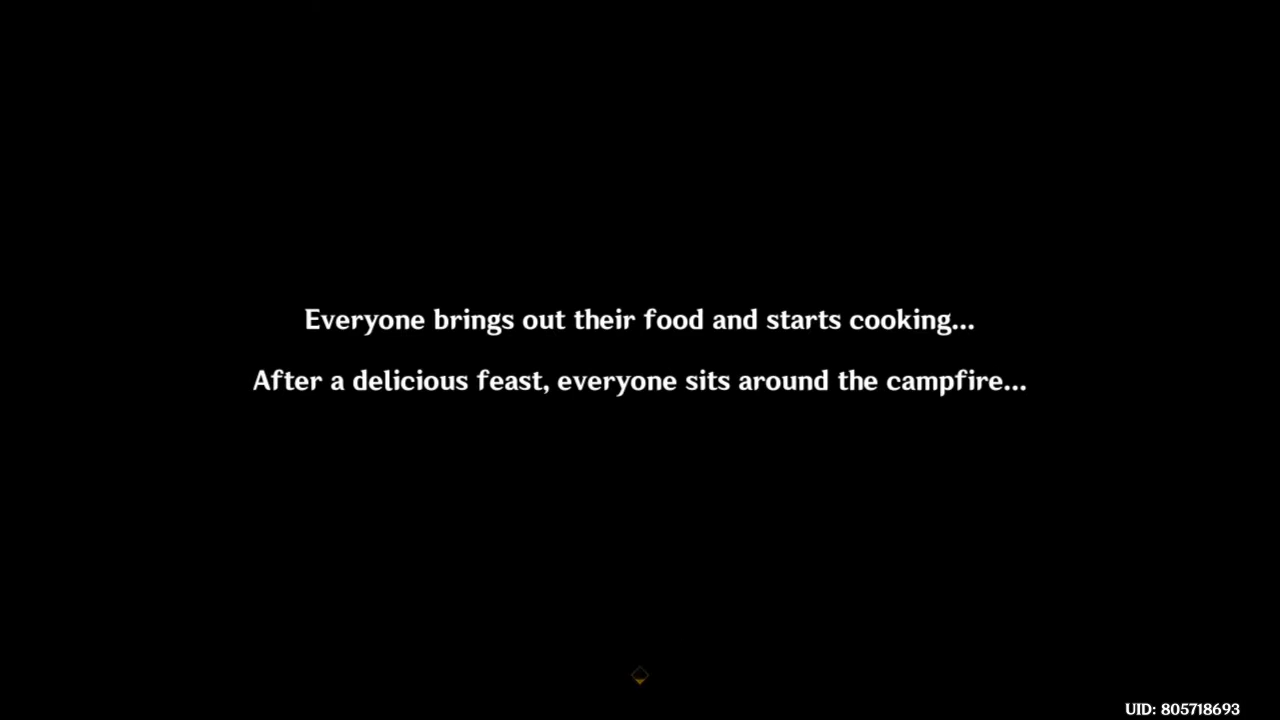 Everyone brings out their food and starts cooking...
After a delicious feast, everyone sits around the campfire...
UID: 805718693